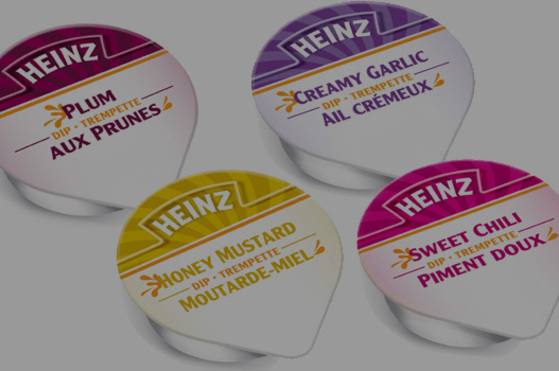 HEINZ
PLUM
DIP • TREMPETTE
AUX PRUNES
HEINZ
CREAMY GARLIC
DIP • TREMPETTE
AIL CRÉMEUX
HEINZ
HONEY MUSTARD
DIP • TREMPETTE
MOUTARDE-MIEL
HEINZ
SWEET CHILI
DIP • TREMPETTE
PIMENT DOUX